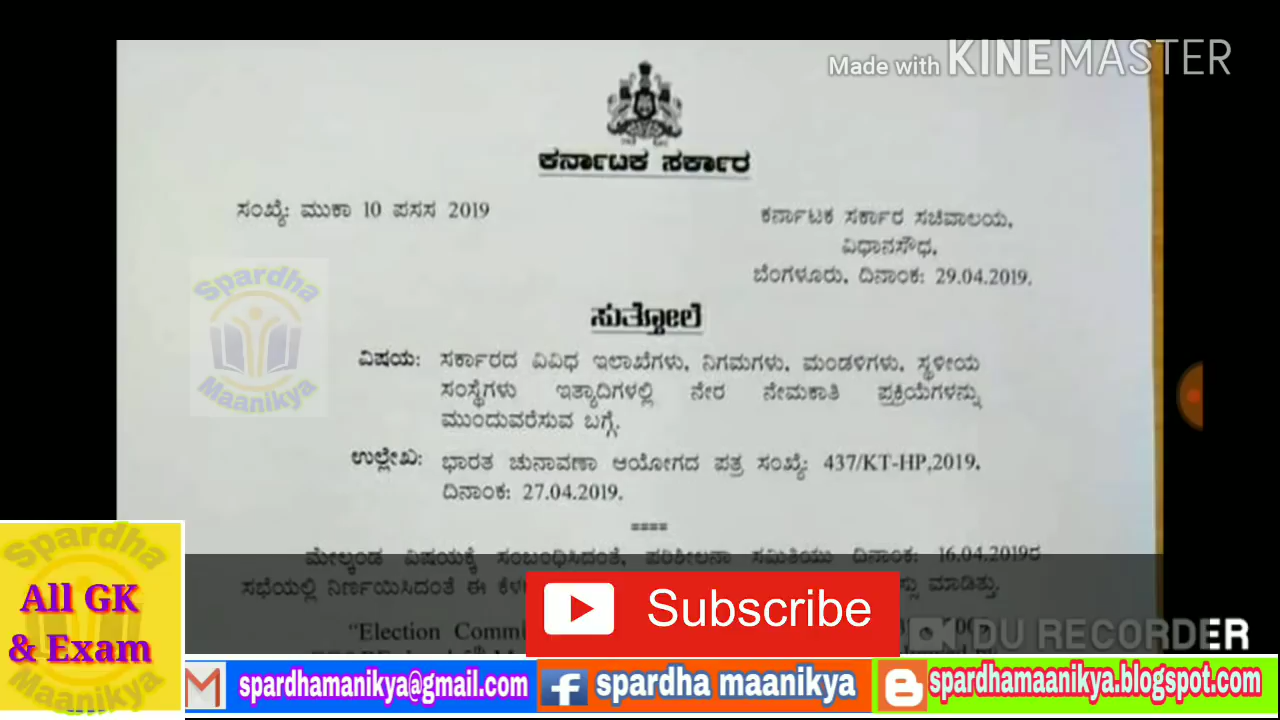 Made with KINEMASTER
ಕರ್ನಾಟಕ ಸರ್ಕಾರ
ಸಂಖ್ಯೆ: ಮುಕಾ 10 ಪಸಸ 2019
ಕರ್ನಾಟಕ ಸರ್ಕಾರ ಸಚಿವಾಲಯ,
ವಿಧಾನಸೌಧ,
ಬೆಂಗಳೂರು, ದಿನಾಂಕ: 29.04.2019.
Spardha
Maanikya
ಸುತ್ತೋಲೆ
ವಿಷಯ: ಸರ್ಕಾರದ ವಿವಿಧ ಇಲಾಖೆಗಳು, ನಿಗಮಗಳು, ಮಂಡಳಿಗಳು, ಸ್ಥಳೀಯ
ಸಂಸ್ಥೆಗಳು ಇತ್ಯಾದಿಗಳಲ್ಲಿ ನೇರ ನೇಮಕಾತಿ ಪ್ರಕ್ರಿಯೆಗಳನ್ನು
ಮುಂದುವರೆಸುವ ಬಗ್ಗೆ.
ಉಲ್ಲೇಖ: ಭಾರತ ಚುನಾವಣಾ ಆಯೋಗದ ಪತ್ರ ಸಂಖ್ಯೆ: 437/KT-HP,2019,
ದಿನಾಂಕ: 27.04.2019.
====
ಮೇಲ್ಕಂಡ ವಿಷಯಕ್ಕೆ ಸಂಬಂಧಿಸಿದಂತೆ, ಪರಿಶೀಲನಾ ಸಮಿತಿಯು ದಿನಾಂಕ: 16.04.2019ರ
ಸಭೆಯಲ್ಲಿ ನಿರ್ಣಯಿಸಿದಂತೆ ಈ ಮಾಡಿತ್ತು.
"Election
Subscribe
DU RECORDER
Spardha
All GK
& Exam
Maanikya
spardhamanikya@gmail.com
spardha maanikya
spardhamaanikya.blogspot.com